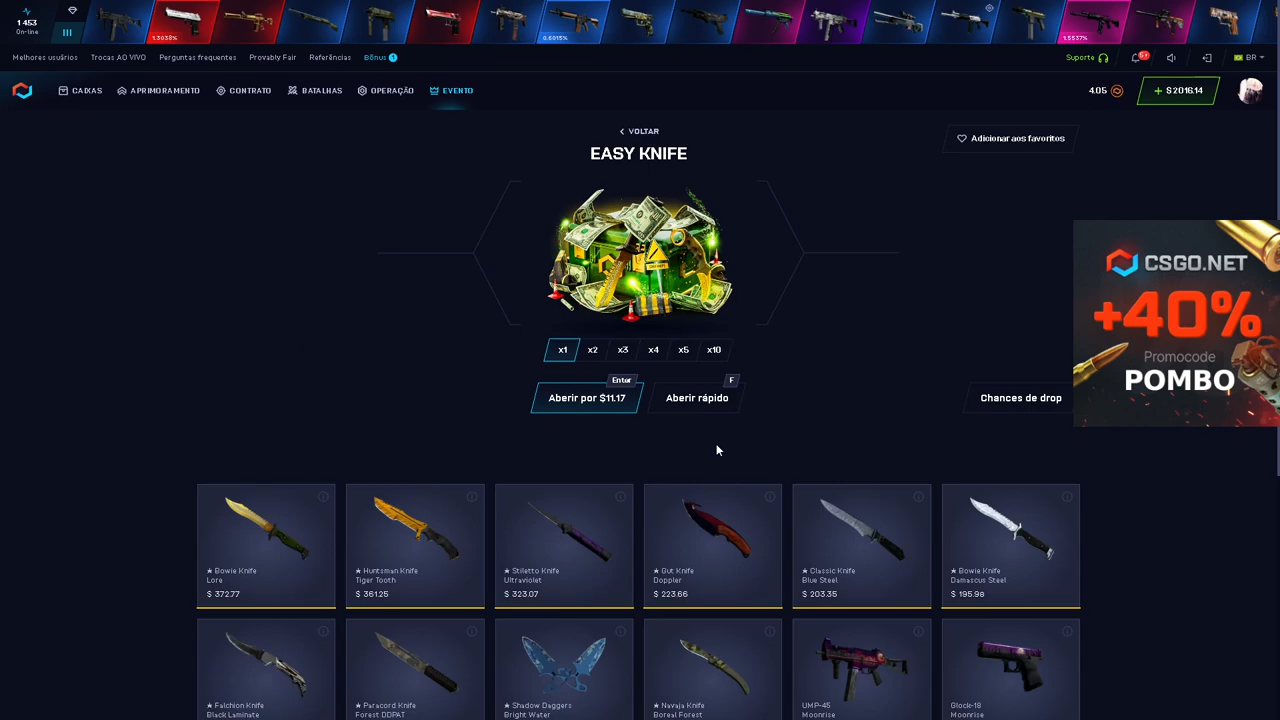 1 453
On-line
1.3038%
0.6015%
1.5537%
Melhores usuários
Trocas AO VIVO
Perguntas frequentes
Provably Fair
Referências
Bônus
Suporte
5+
BR
CAIXAS
APRIMORAMENTO
CONTRATO
BATALHAS
OPERAÇÃO
EVENTO
4.05
+ $ 2016.14
VOLTAR
EASY KNIFE
Adicionar aos favoritos
x1
x2
x3
x4
x5
x10
Enter
F
Aberir por $11.17
Aberir rápido
Chances de drop
CSGO.NET
+40%
Promocode
POMBO
★ Bowie Knife
Lore
$ 372.77
★ Huntsman Knife
Tiger Tooth
$ 361.25
★ Stiletto Knife
Ultraviolet
$ 323.07
★ Gut Knife
Doppler
$ 223.66
★ Classic Knife
Blue Steel
$ 203.35
★ Bowie Knife
Damascus Steel
$ 195.98
★ Falchion Knife
Black Laminate
★ Paracord Knife
Forest DDPAT
★ Shadow Daggers
Bright Water
★ Navaja Knife
Boreal Forest
UMP-45
Moonrise
Glock-18
Moonrise